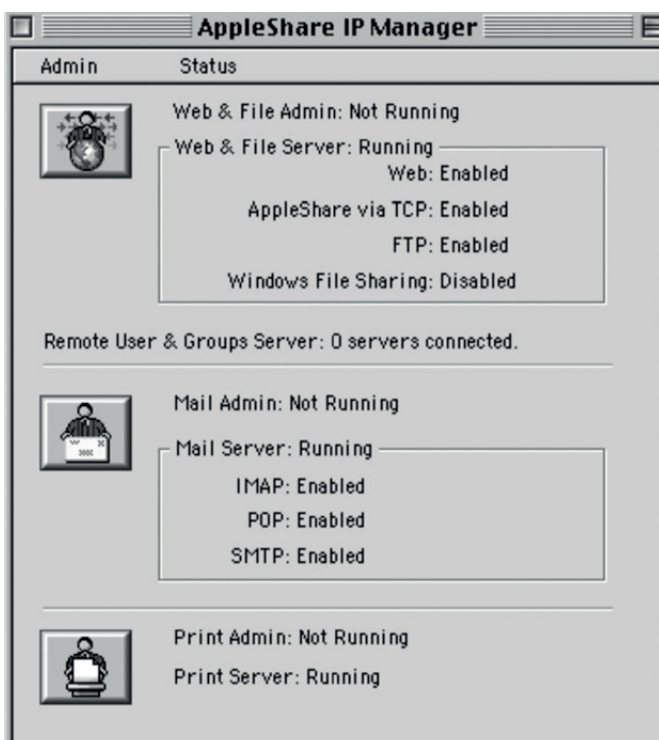 AppleShare IP Manager
Admin Status
Web & File Admin: Not Running
Web & File Server: Running
Web: Enabled
AppleShare via TCP: Enabled
FTP: Enabled
Windows File Sharing: Disabled
Remote User & Groups Server: 0 servers connected.
Mail Admin: Not Running
Mail Server: Running
IMAP: Enabled
POP: Enabled
SMTP: Enabled
Print Admin: Not Running
Print Server: Running